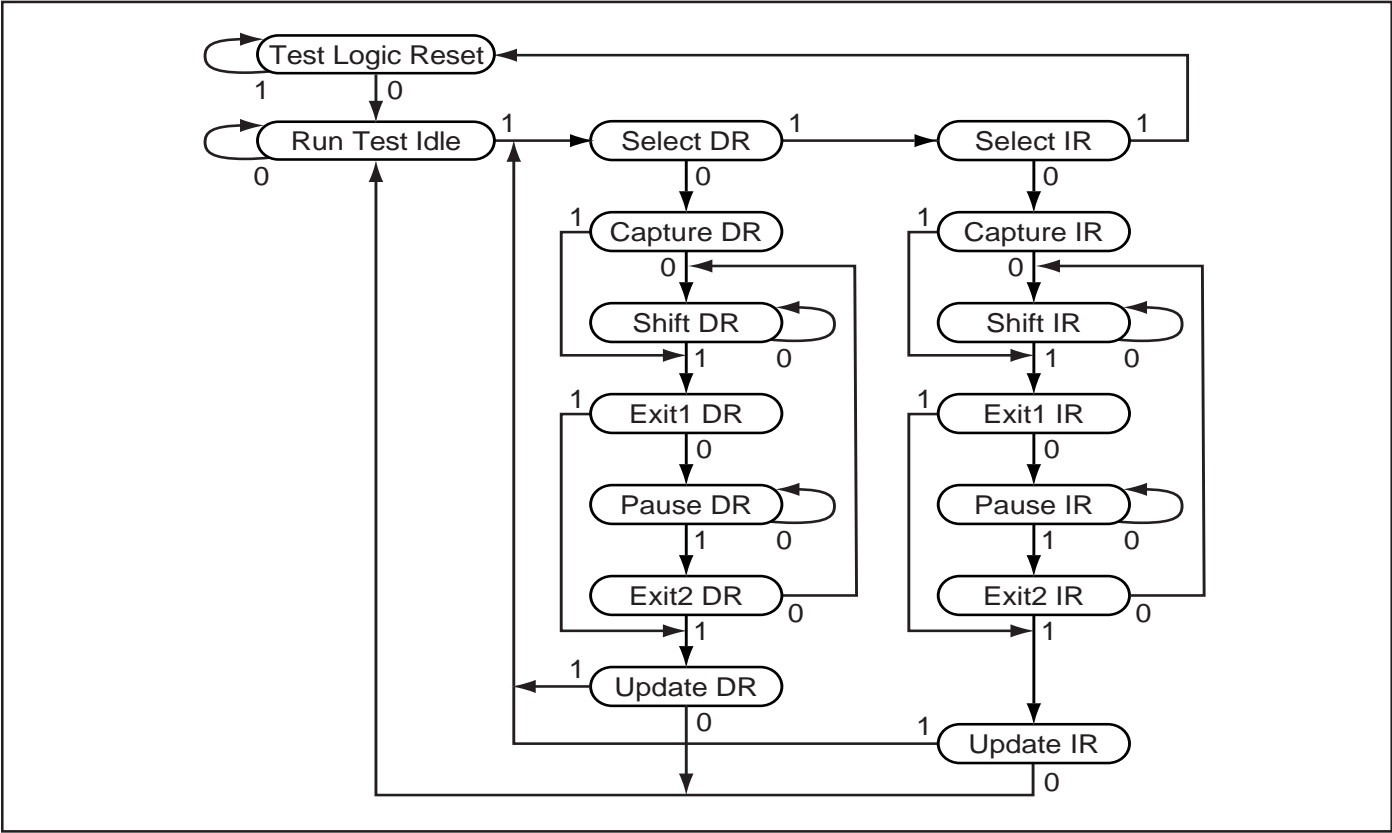 Test Logic Reset
1 0
Run Test Idle 1 Select DR 1 Select IR 1
0 0 0
1 Capture DR 1 Capture IR
0 0
Shift DR Shift IR
1 0 1 0
1 Exit1 DR 1 Exit1 IR
0 0
Pause DR Pause IR
1 0 1 0
Exit2 DR Exit2 IR
1 0 1 0
1 Update DR
0
1 Update IR
0